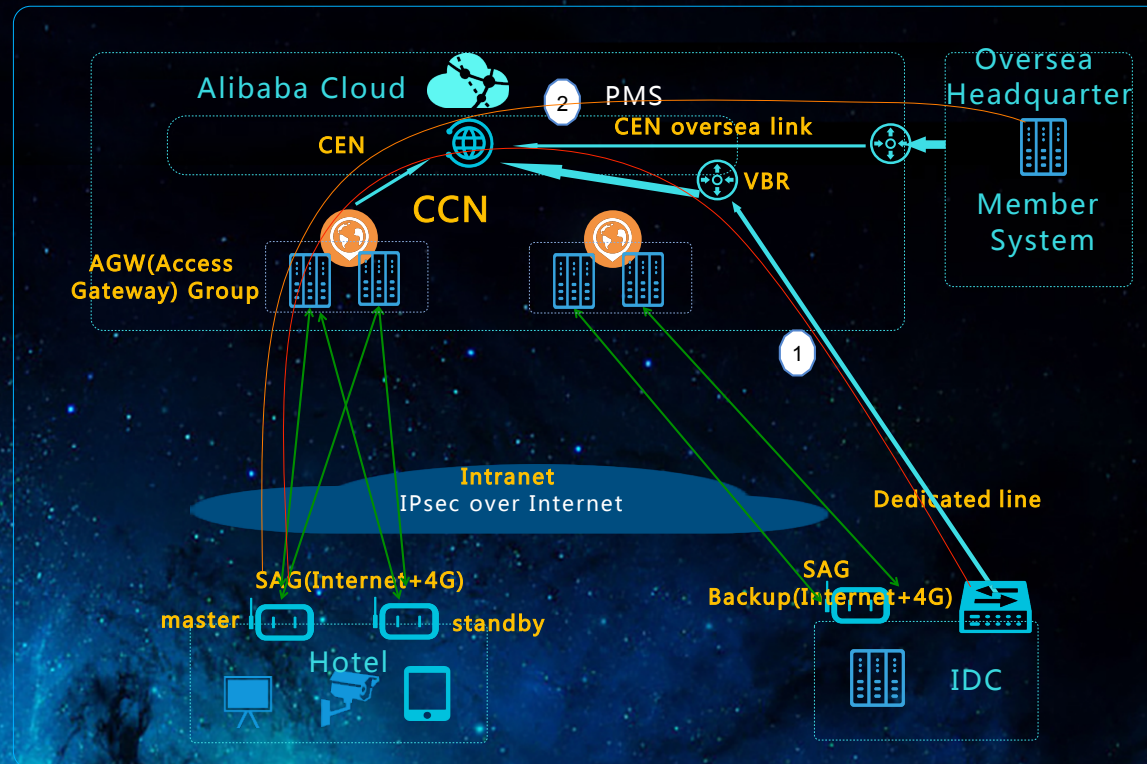 Oversea
Headquarter
Alibaba Cloud
PMS
2
CEN oversea link
CEN
VBR
CCN
Member
System
AGW(Access
Gateway) Group
1
Intranet
IPsec over Internet
Dedicated line
SAG(Internet+4G)
SAG
Backup(Internet+4G)
master
standby
Hotel
IDC